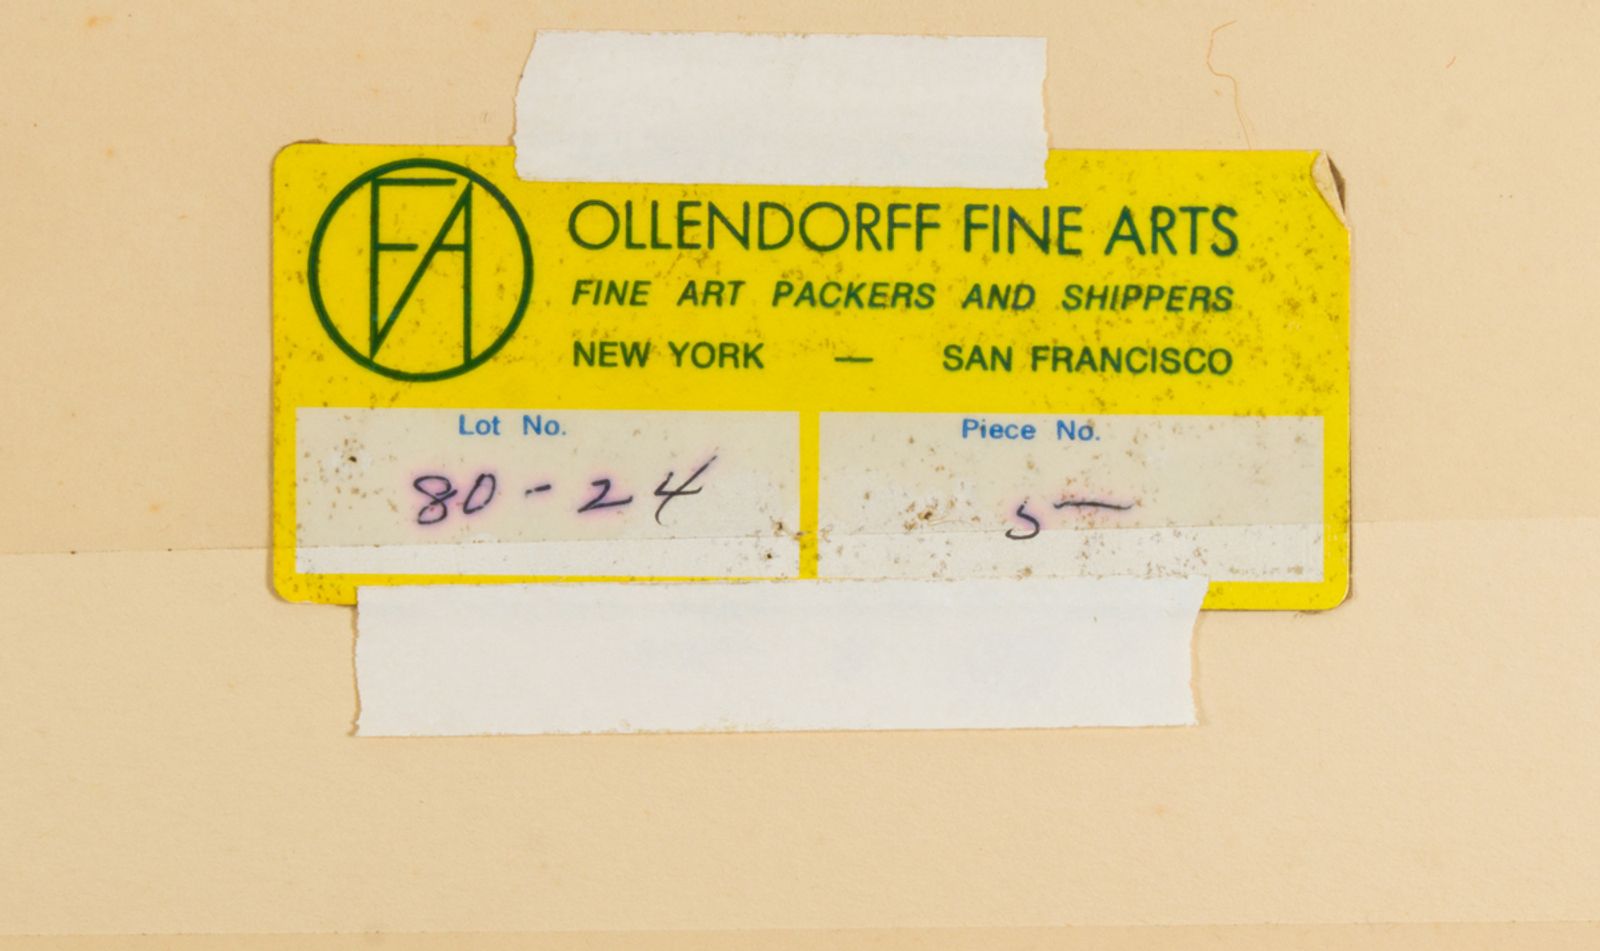 FA
OLLENDORFF FINE ARTS
FINE ART PACKERS AND SHIPPERS
NEW YORK — SAN FRANCISCO
Lot No. Piece No.
80-24 5